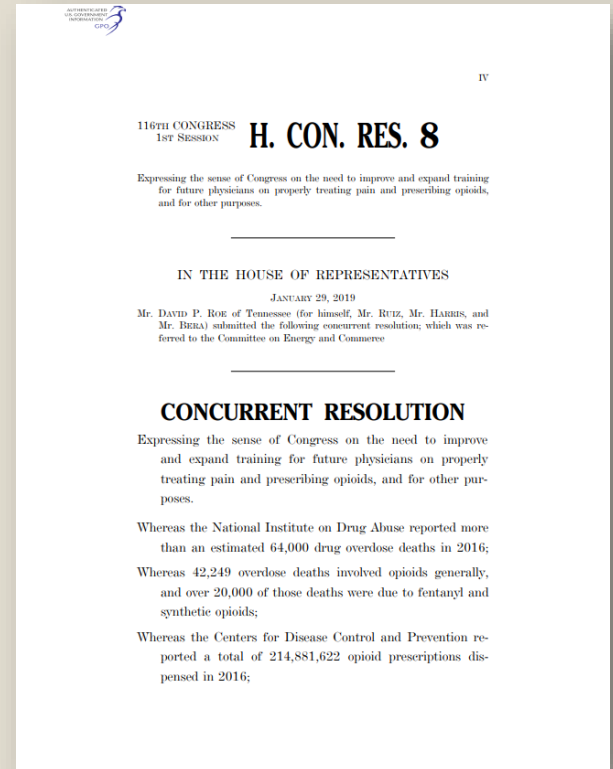 AUTHENTICATED
U.S. GOVERNMENT
INFORMATION
GPO
IV
116TH CONGRESS
1ST SESSION
H. CON. RES. 8
Expressing the sense of Congress on the need to improve and expand training
for future physicians on properly treating pain and prescribing opioids,
and for other purposes.
IN THE HOUSE OF REPRESENTATIVES
JANUARY 29, 2019
Mr. DAVID P. ROE of Tennessee (for himself, Mr. RUIZ, Mr. HARRIS, and
Mr. BERA) submitted the following concurrent resolution; which was re-
ferred to the Committee on Energy and Commerce
CONCURRENT RESOLUTION
Expressing the sense of Congress on the need to improve
and expand training for future physicians on properly
treating pain and prescribing opioids, and for other pur-
poses.
Whereas the National Institute on Drug Abuse reported more
than an estimated 64,000 drug overdose deaths in 2016;
Whereas 42,249 overdose deaths involved opioids generally,
and over 20,000 of those deaths were due to fentanyl and
synthetic opioids;
Whereas the Centers for Disease Control and Prevention re-
ported a total of 214,881,622 opioid prescriptions dis-
pensed in 2016;